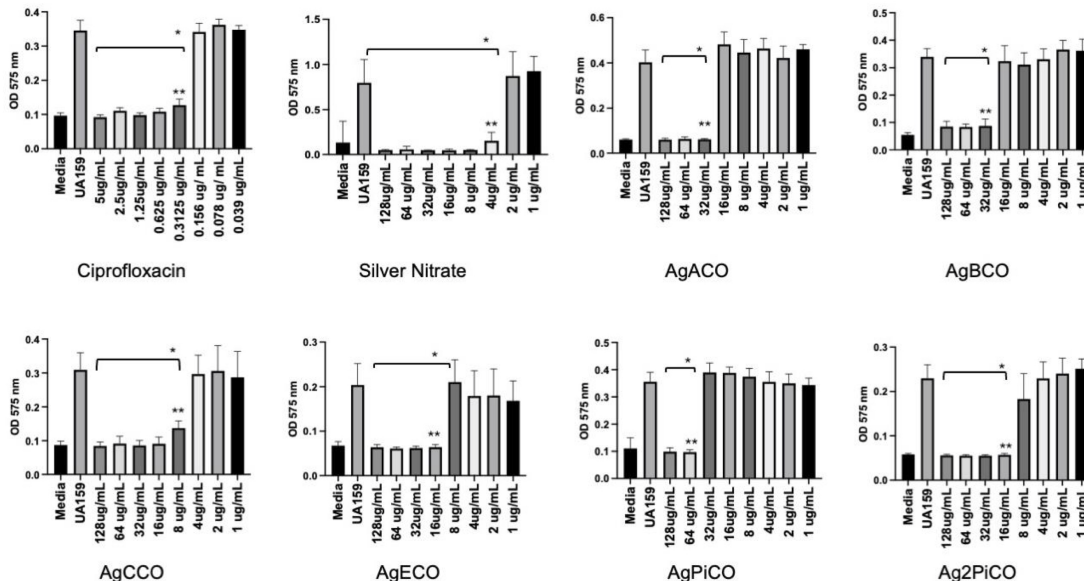 OD 575 nm
0.4
0.3
0.2
0.1
0.0
*
**
Media
UA159
5ug/mL
2.5ug/mL
1.25ug/mL
0.625 ug/mL
0.3125 ug/mL
0.156 ug/ mL
0.078 ug/ mL
0.039 ug/mL
Ciprofloxacin
OD 575 nm
1.5
1.0
0.5
0.0
*
**
Media
UA159
128ug/mL
64 ug/mL
32ug/mL
16ug/mL
8 ug/mL
4ug/mL
2 ug/mL
1 ug/mL
Silver Nitrate
OD 575 nm
0.6
0.4
0.2
0.0
*
**
Media
UA159
128ug/mL
64 ug/mL
32ug/mL
16ug/mL
8 ug/mL
4ug/mL
2 ug/mL
1 ug/mL
AgACO
OD 575 nm
0.5
0.4
0.3
0.2
0.1
0.0
*
**
Media
UA159
128ug/mL
64 ug/mL
32ug/mL
16ug/mL
8 ug/mL
4ug/mL
2 ug/mL
1 ug/mL
AgBCO
OD 575 nm
0.4
0.3
0.2
0.1
0.0
*
**
Media
UA159
128ug/mL
64 ug/mL
32ug/mL
16ug/mL
8 ug/mL
4ug/mL
2 ug/mL
1 ug/mL
AgCCO
OD 575 nm
0.3
0.2
0.1
0.0
*
**
Media
UA159
128ug/mL
64 ug/mL
32ug/mL
16ug/mL
8 ug/mL
4ug/mL
2 ug/mL
1 ug/mL
AgECO
OD 575 nm
0.5
0.4
0.3
0.2
0.1
0.0
*
**
Media
UA159
128ug/mL
64 ug/mL
32ug/mL
16ug/mL
8 ug/mL
4ug/mL
2 ug/mL
1 ug/mL
AgPiCO
OD 575 nm
0.3
0.2
0.1
0.0
*
**
Media
UA159
128ug/mL
64 ug/mL
32ug/mL
16ug/mL
8 ug/mL
4ug/mL
2 ug/mL
1 ug/mL
Ag2PiCO